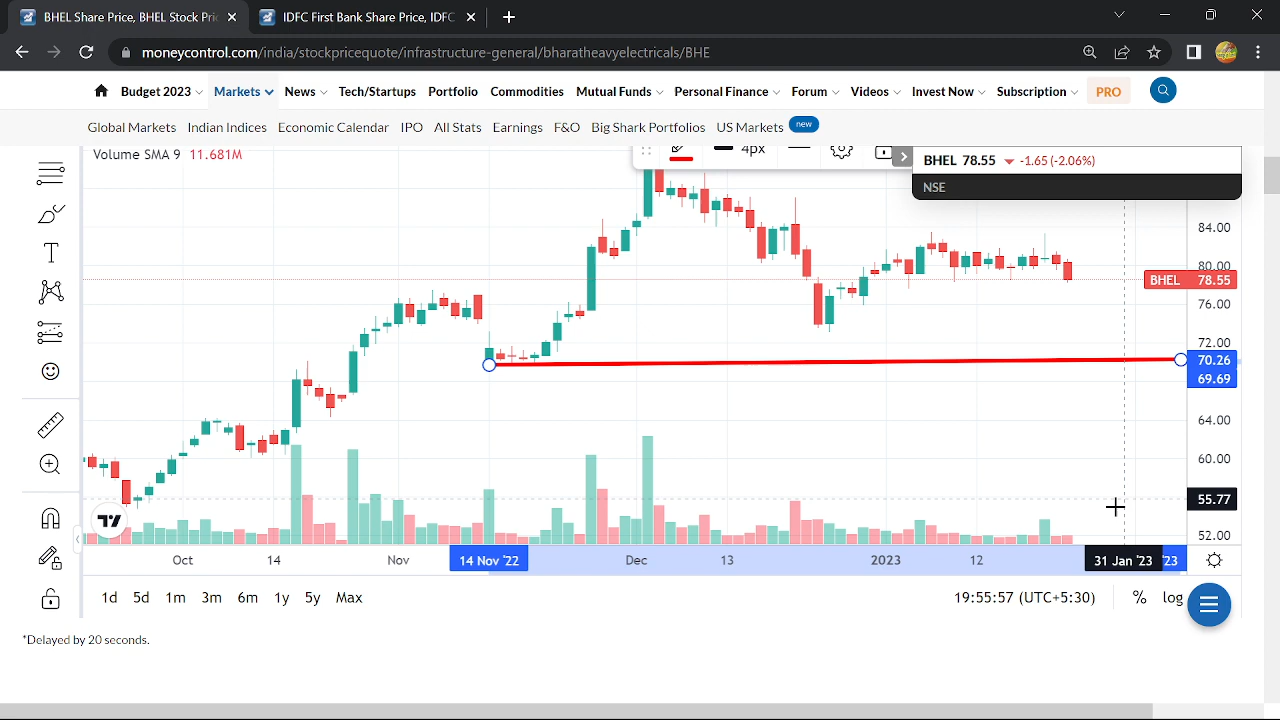 BHEL Share Price, BHEL Stock Pri
IDFC First Bank Share Price, IDFC
moneycontrol.com/india/stockpricequote/infrastructure-general/bharatheavyelectricals/BHE
Budget 2023 Markets News Tech/Startups Portfolio Commodities Mutual Funds Personal Finance Forum Videos Invest Now Subscription PRO
Global Markets Indian Indices Economic Calendar IPO All Stats Earnings F&O Big Shark Portfolios US Markets new
Volume SMA 9 11.681M
4px
BHEL 78.55 -1.65 (-2.06%)
NSE
84.00
80.00
BHEL 78.55
76.00
72.00
70.26
69.69
64.00
60.00
55.77
52.00
Oct 14 Nov 14 Nov '22 Dec 13 2023 12 31 Jan '23 '23
1d 5d 1m 3m 6m 1y 5y Max 19:55:57 (UTC+5:30) % log
*Delayed by 20 seconds.